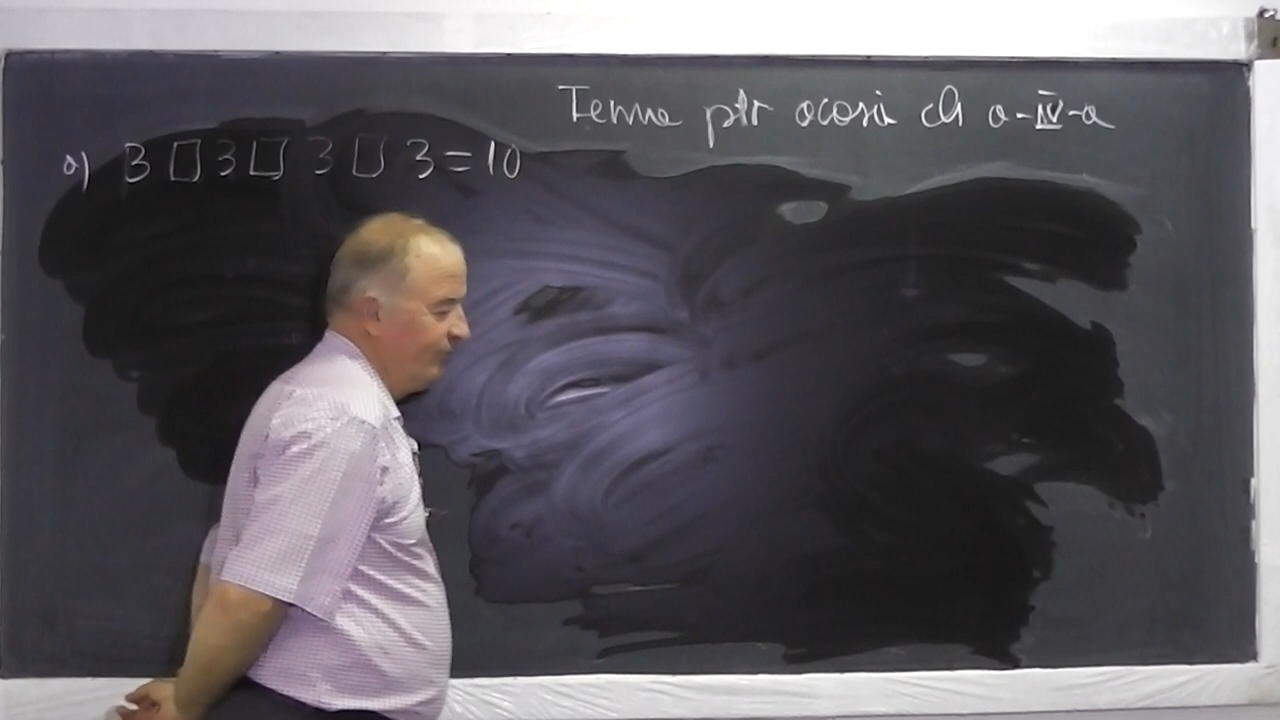 Teme ptr acasă cls a-IV-a
a) 3 □ 3 □ 3 □ 3 = 10